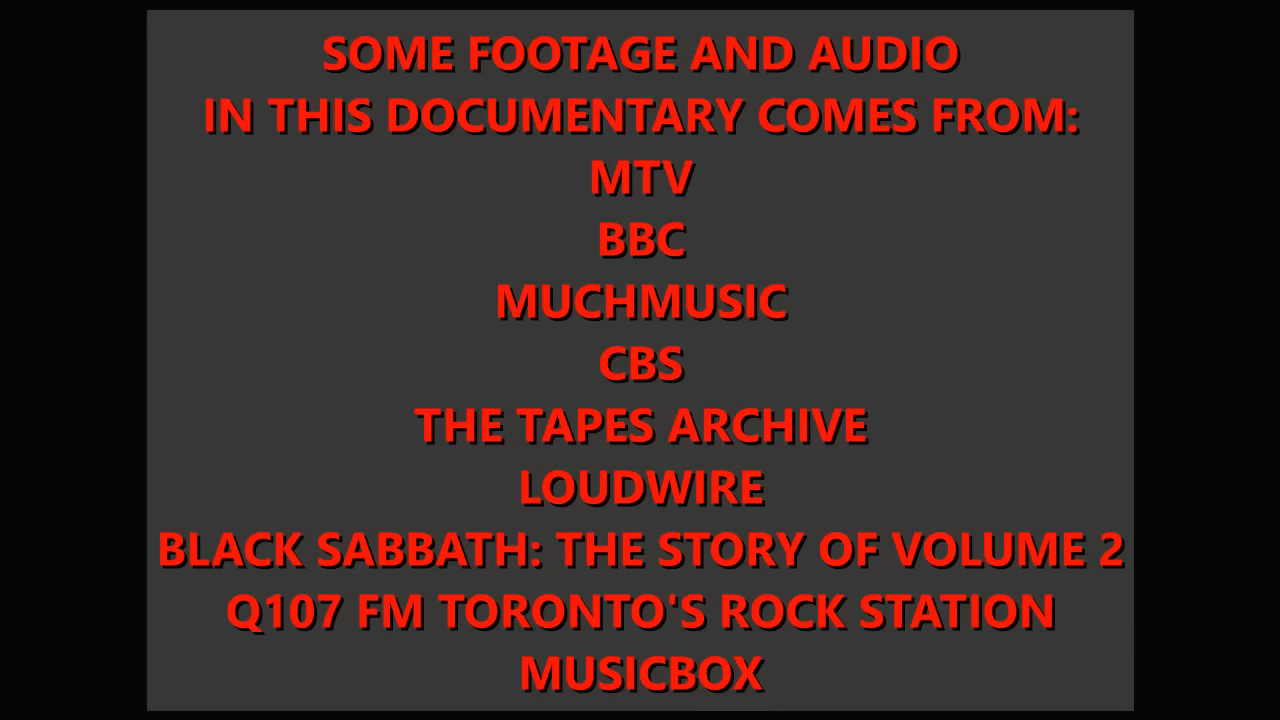 SOME FOOTAGE AND AUDIO
IN THIS DOCUMENTARY COMES FROM:
MTV
BBC
MUCHMUSIC
CBS
THE TAPES ARCHIVE
LOUDWIRE
BLACK SABBATH: THE STORY OF VOLUME 2
Q107 FM TORONTO'S ROCK STATION
MUSICBOX